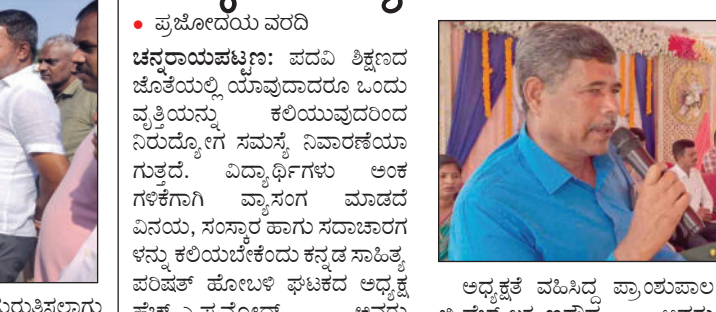 • ಪ್ರಜೋದಯ ವರದಿ
ಚನ್ನರಾಯಪಟ್ಟಣ: ಪದವಿ ಶಿಕ್ಷಣದ
ಜೊತೆಯಲ್ಲಿ ಯಾವುದಾದರೂ ಒಂದು
ವೃತ್ತಿಯನ್ನು ಕಲಿಯುವುದರಿಂದ
ನಿರುದ್ಯೋಗ ಸಮಸ್ಯೆ ನಿವಾರಣೆಯಾ
ಗುತ್ತದೆ. ವಿದ್ಯಾರ್ಥಿಗಳು ಅಂಕ
ಗಳಿಕೆಗಾಗಿ ವ್ಯಾಸಂಗ ಮಾಡದೆ
ವಿನಯ, ಸಂಸ್ಕಾರ ಹಾಗು ಸದಾಚಾರಗ
ಳನ್ನು ಕಲಿಯಬೇಕೆಂದು ಕನ್ನಡ ಸಾಹಿತ್ಯ
ಪರಿಷತ್ ಹೋಬಳಿ ಘಟಕದ ಅಧ್ಯಕ್ಷ
ಅಧ್ಯಕ್ಷತೆ ವಹಿಸಿದ್ದ ಪ್ರಾಂಶುಪಾಲ